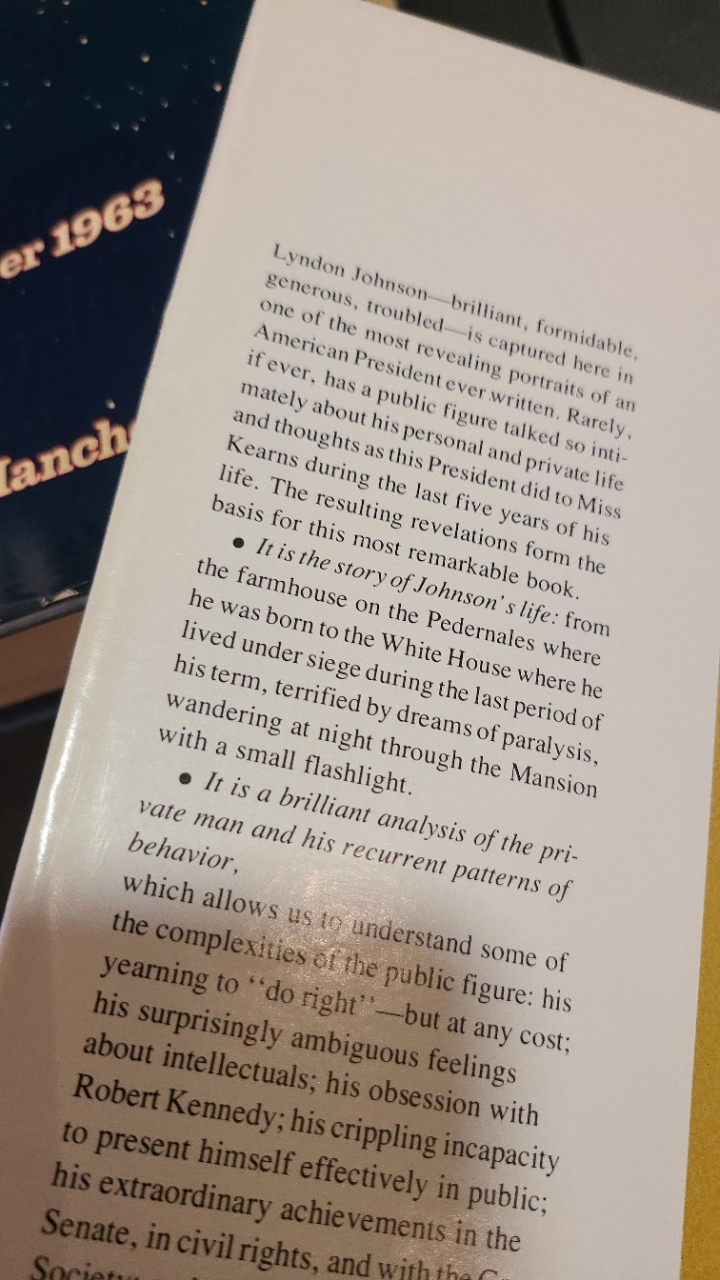 er 1963
Manch
Lyndon Johnson—brilliant, formidable,
generous, troubled—is captured here in
one of the most revealing portraits of an
American President ever written. Rarely,
if ever, has a public figure talked so inti-
mately about his personal and private life
and thoughts as this President did to Miss
Kearns during the last five years of his
life. The resulting revelations form the
basis for this most remarkable book.
• It is the story of Johnson's life: from
the farmhouse on the Pedernales where
he was born to the White House where he
lived under siege during the last period of
his term, terrified by dreams of paralysis,
wandering at night through the Mansion
with a small flashlight.
• It is a brilliant analysis of the pri-
vate man and his recurrent patterns of
behavior,
which allows us to understand some of
the complexities of the public figure: his
yearning to ‘‘do right’’—but at any cost;
his surprisingly ambiguous feelings
about intellectuals; his obsession with
Robert Kennedy; his crippling incapacity
to present himself effectively in public;
his extraordinary achievements in the
Senate, in civil rights, and with the
Society